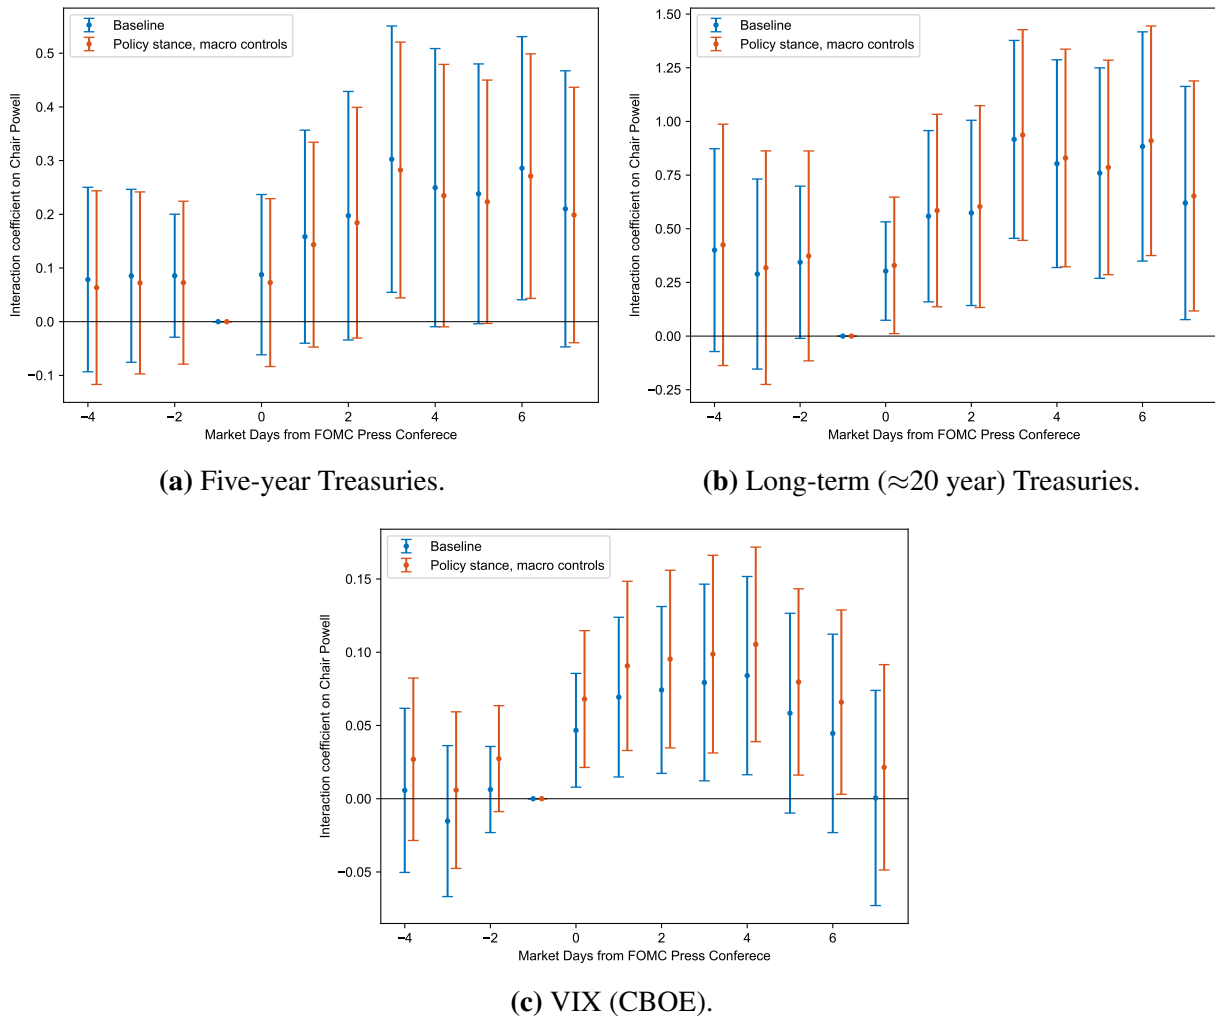 Baseline
Policy stance, macro controls
Interaction coefficient on Chair Powell
0.5
0.4
0.3
0.2
0.1
0.0
−0.1
−4
−2
0
2
4
6
Market Days from FOMC Press Conferece
(a) Five-year Treasuries.
Baseline
Policy stance, macro controls
Interaction coefficient on Chair Powell
1.50
1.25
1.00
0.75
0.50
0.25
0.00
−0.25
−4
−2
0
2
4
6
Market Days from FOMC Press Conferece
(b) Long-term (≈20 year) Treasuries.
Baseline
Policy stance, macro controls
Interaction coefficient on Chair Powell
0.15
0.10
0.05
0.00
−0.05
−4
−2
0
2
4
6
Market Days from FOMC Press Conferece
(c) VIX (CBOE).